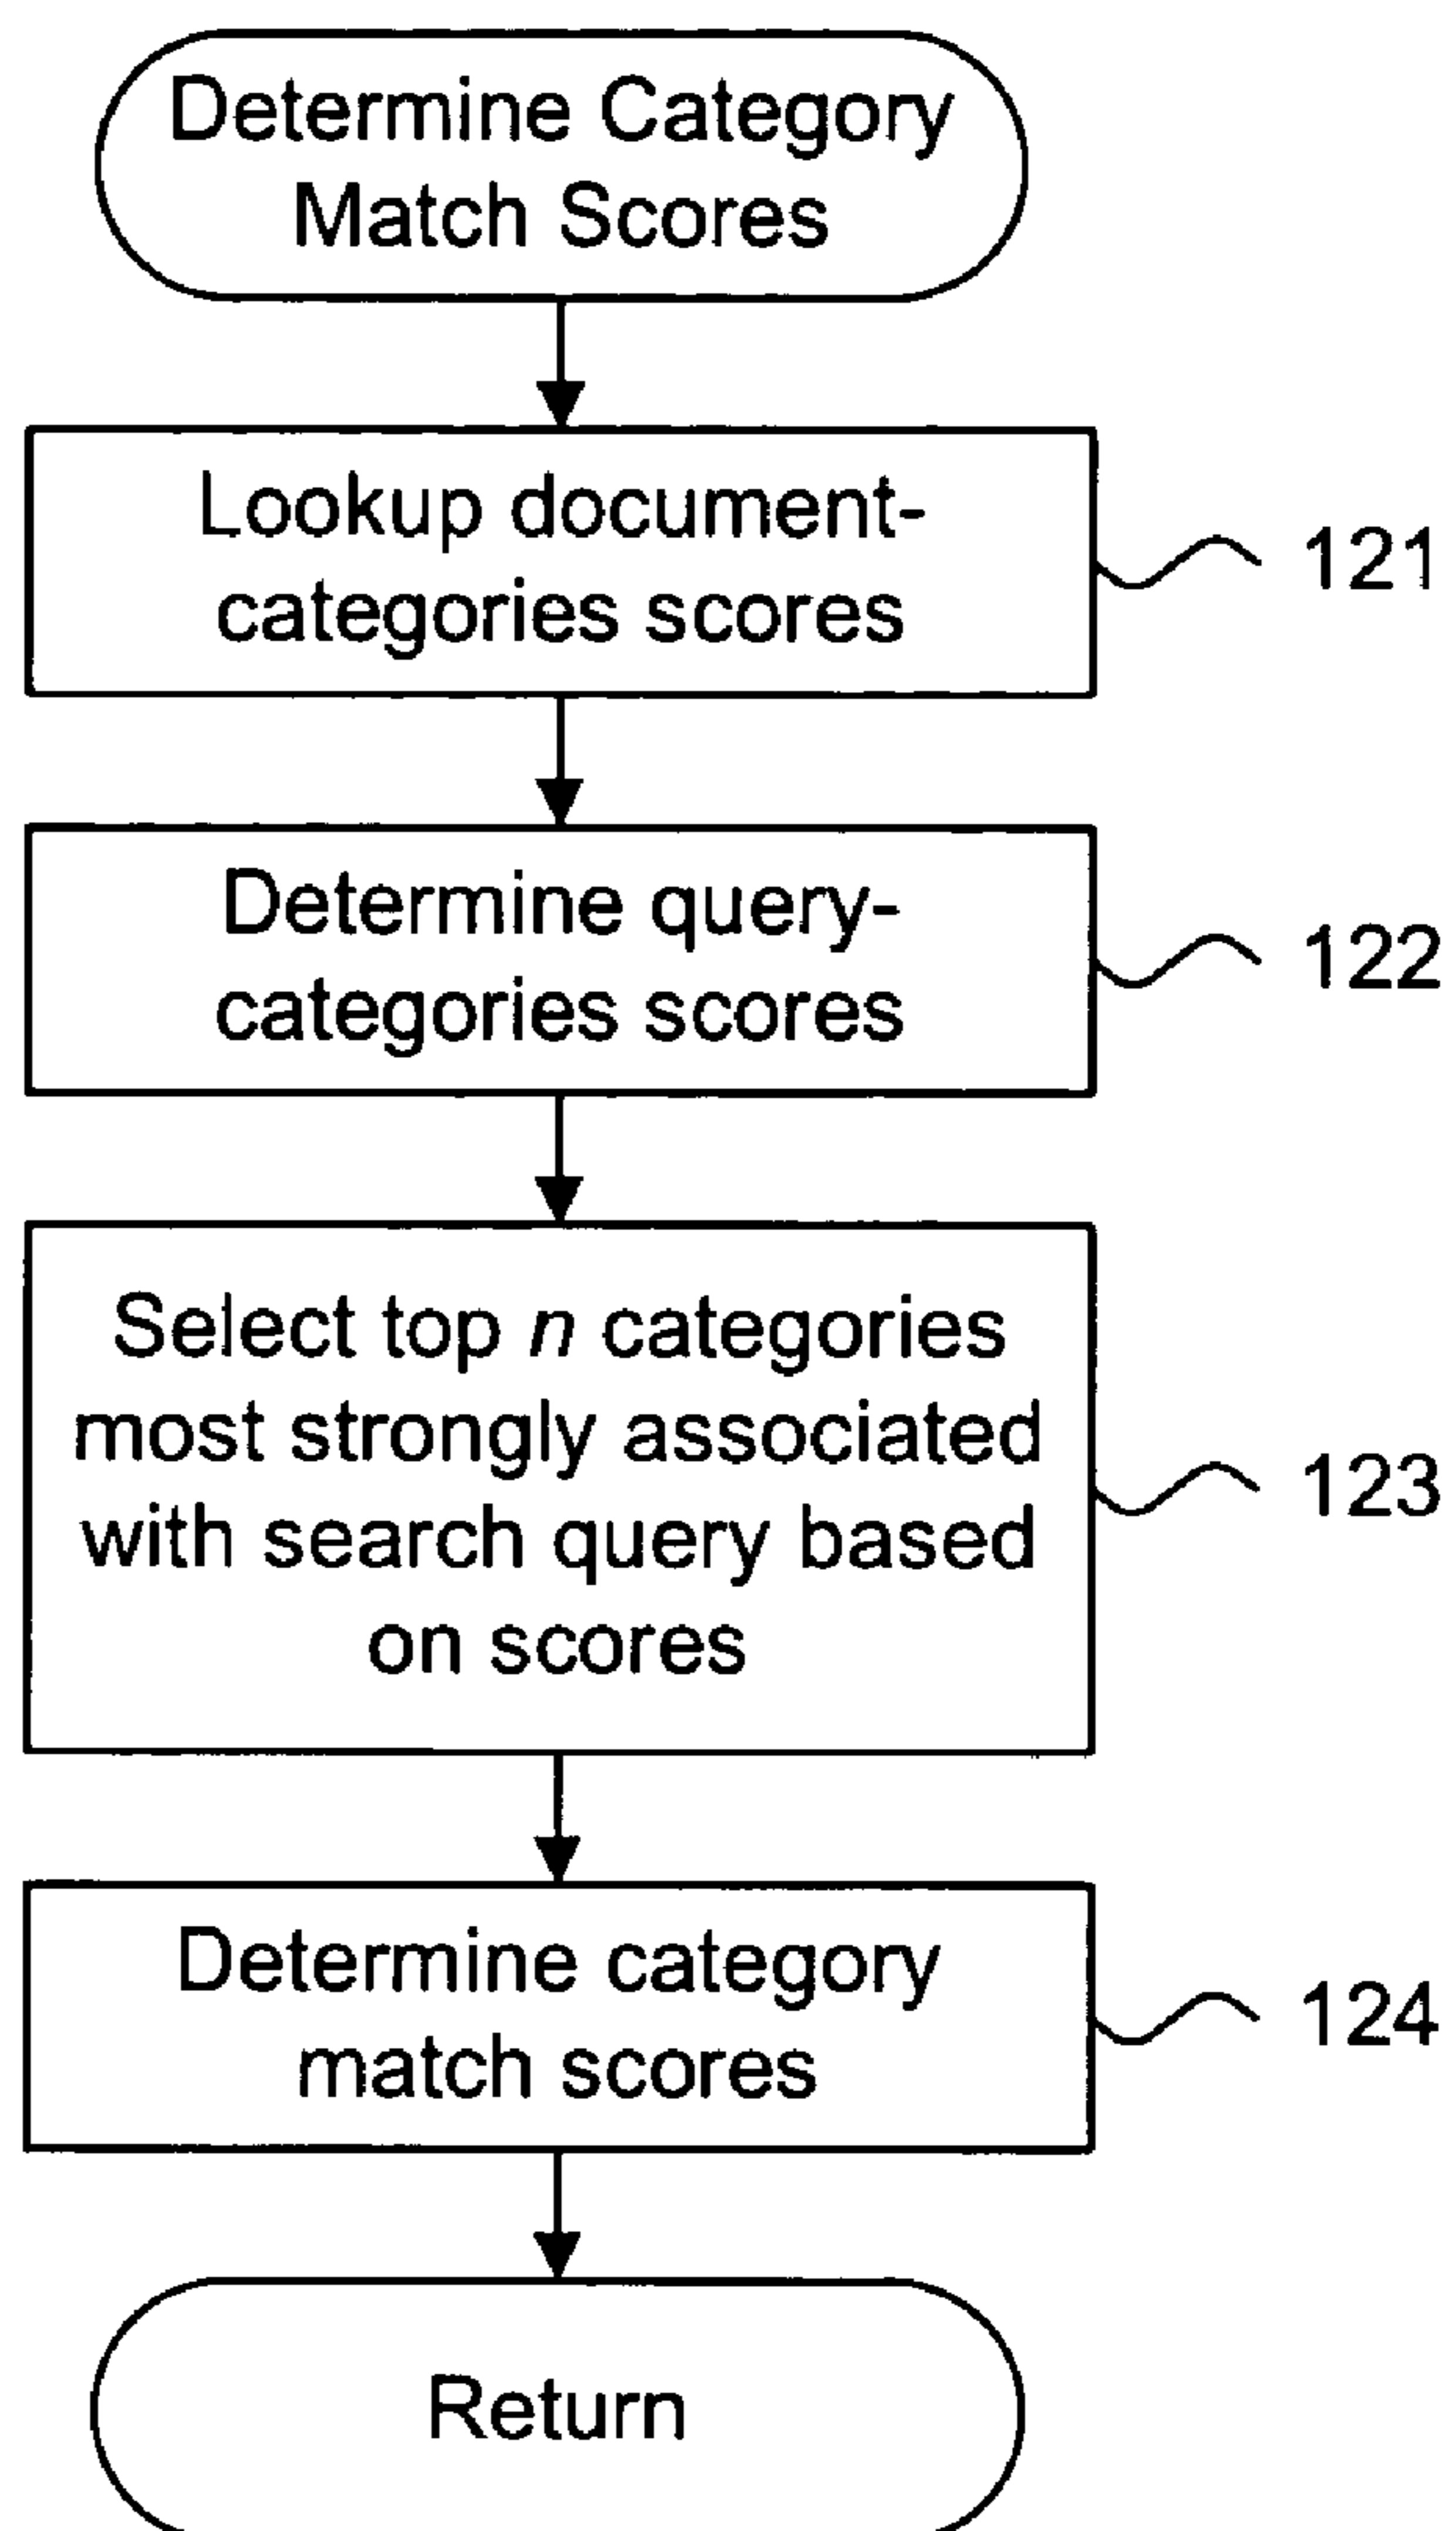 Determine Category
Match Scores
Lookup document-
categories scores
121
Determine query-
categories scores
122
Select top n categories
most strongly associated
with search query based
on scores
123
Determine category
match scores
124
Return